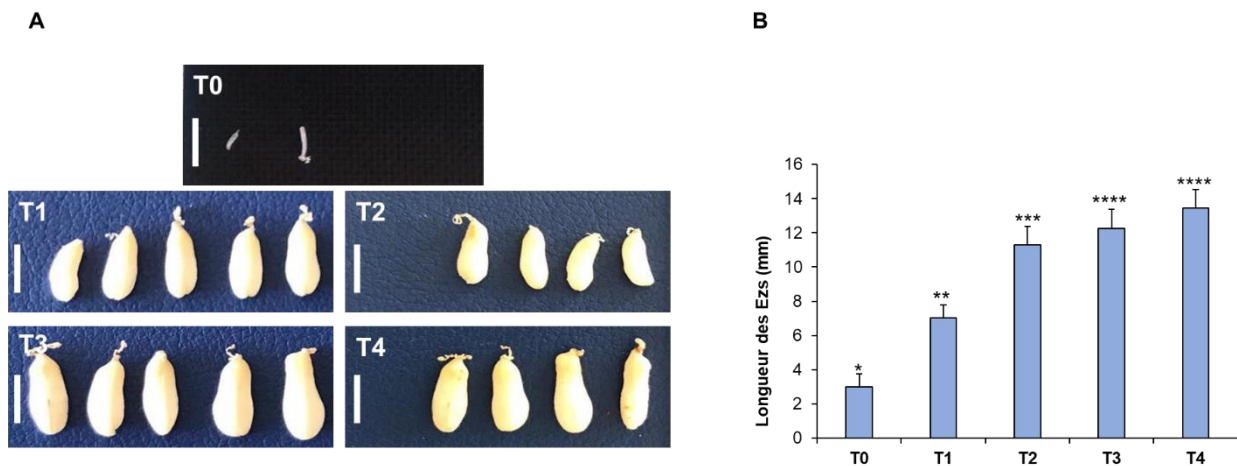 A
B
T0
T1
T2
T3
T4
Longueur des Ezs (mm)
16
14
12
10
8
6
4
2
0
*
**
***
****
****
T0
T1
T2
T3
T4